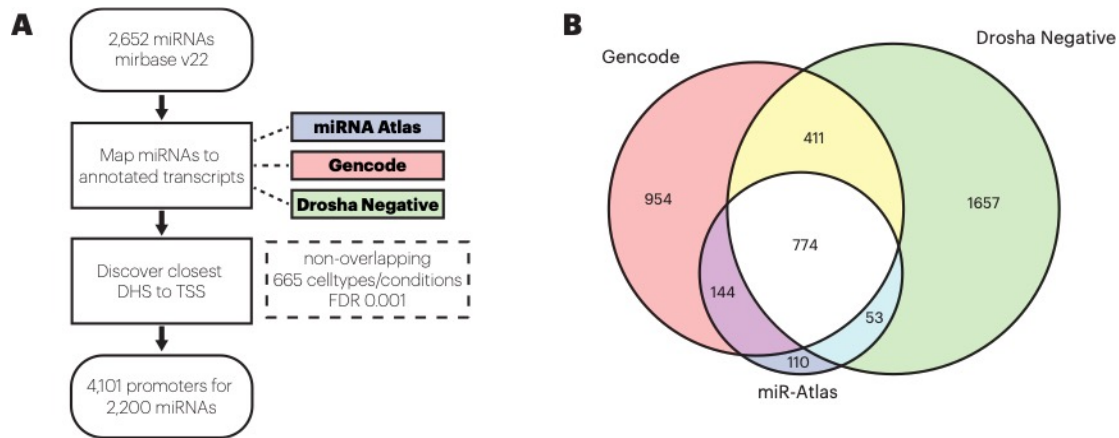 A
2,652 miRNAs
mirbase v22
Map miRNAs to
annotated transcripts
miRNA Atlas
Gencode
Drosha Negative
Discover closest
DHS to TSS
non-overlapping
665 celltypes/conditions
FDR 0.001
4,101 promoters for
2,200 miRNAs
B
Drosha Negative
Gencode
411
954
1657
774
144
53
110
miR-Atlas